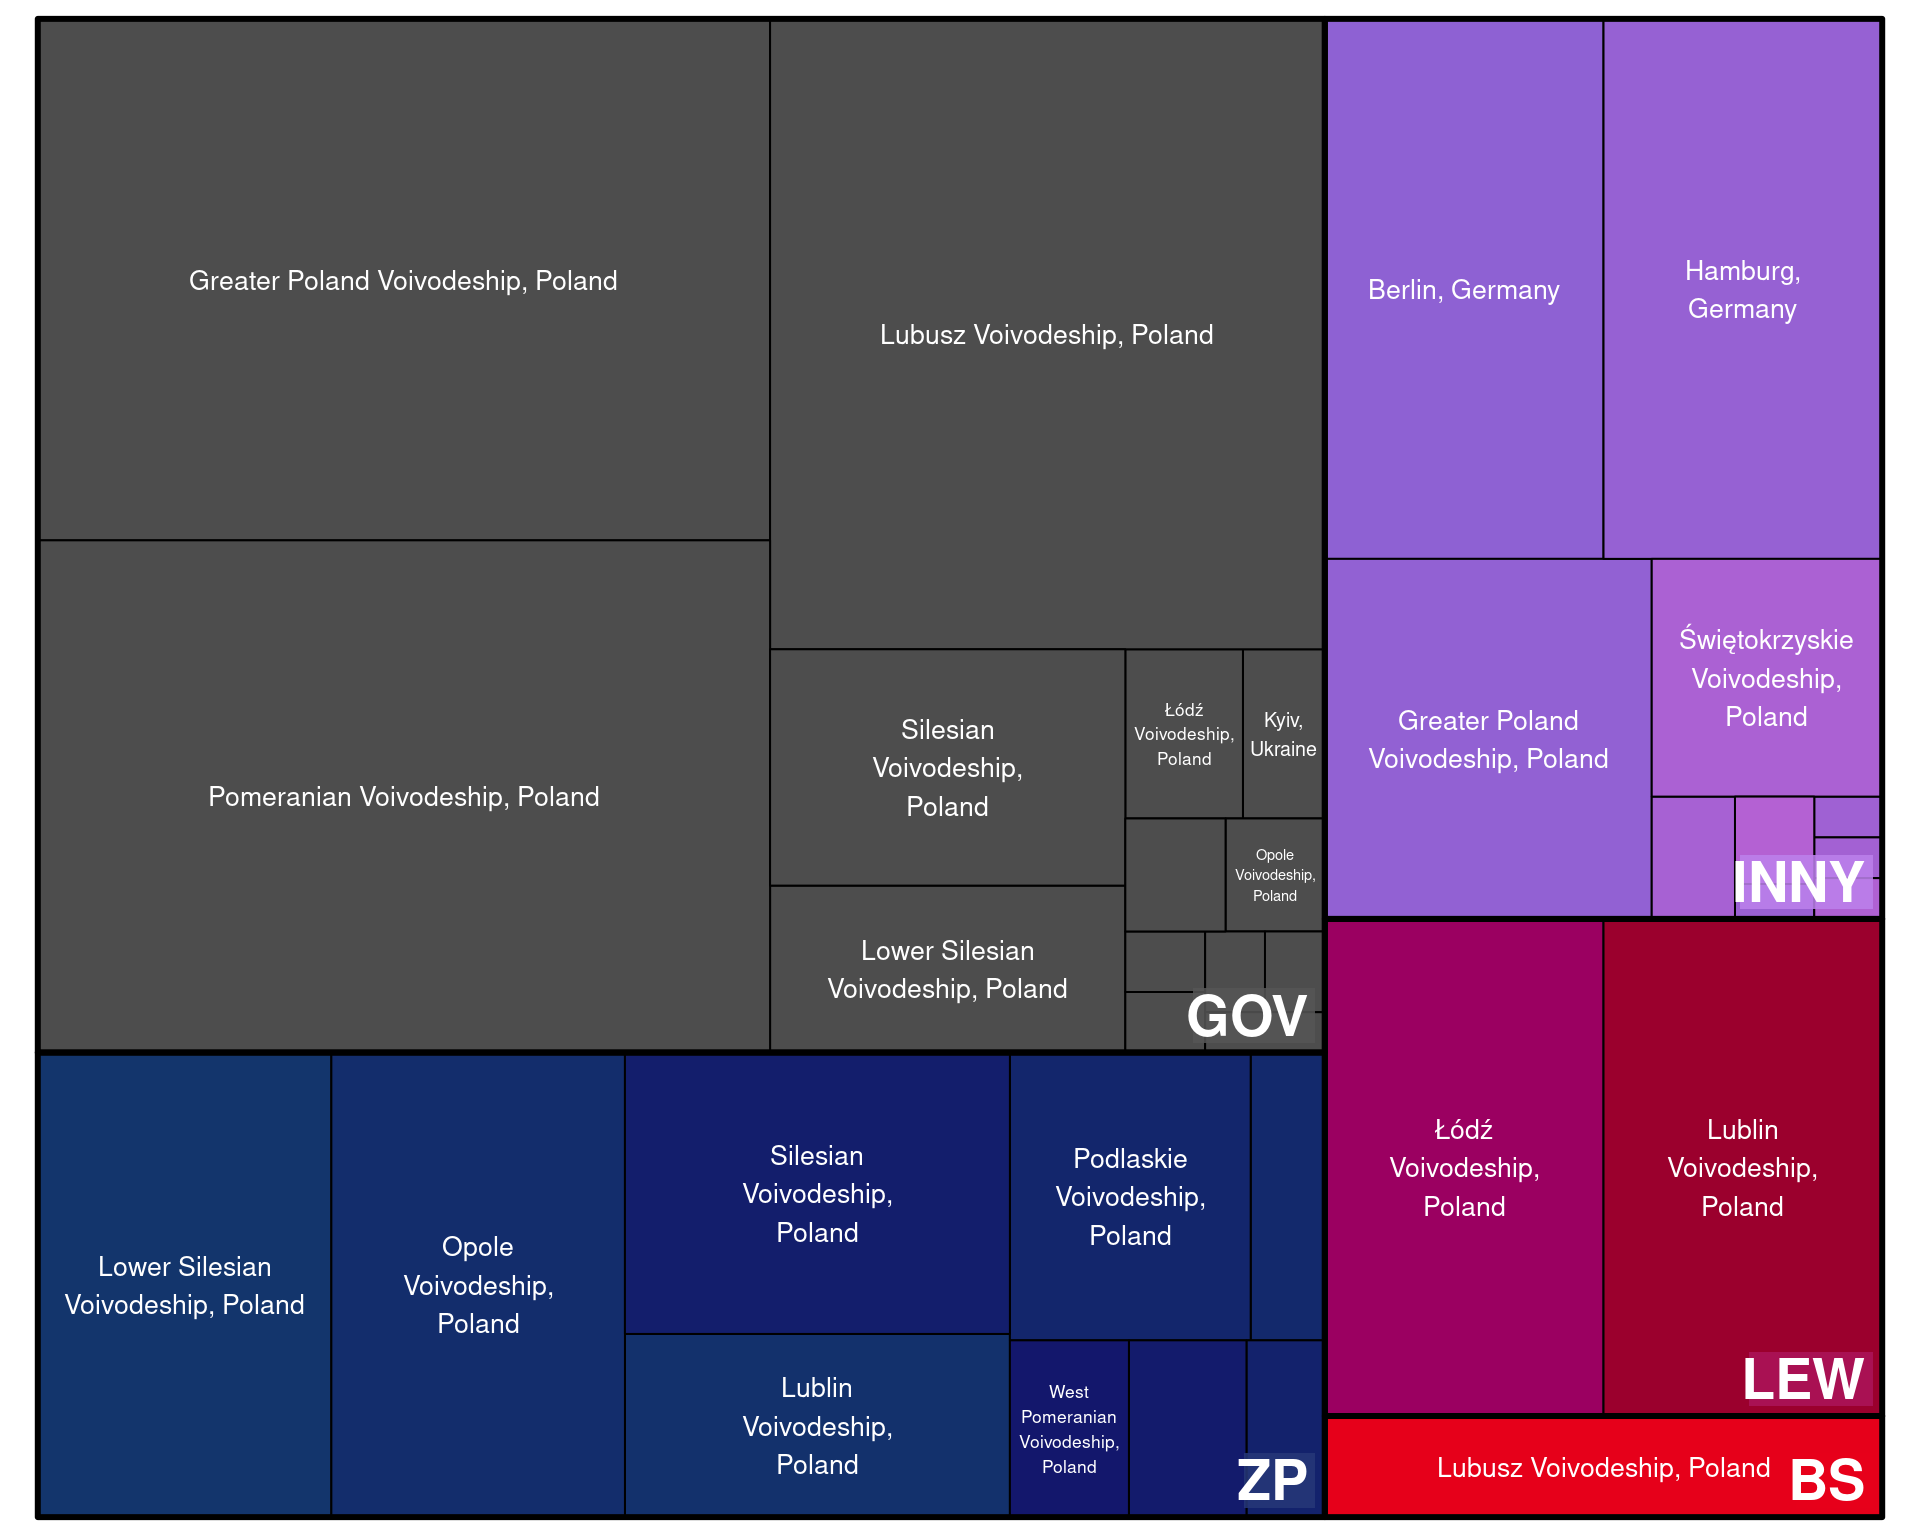 Greater Poland Voivodeship, Poland
Lubusz Voivodeship, Poland
Pomeranian Voivodeship, Poland
Silesian
Voivodeship,
Poland
Łódź
Voivodeship,
Poland
Kyiv,
Ukraine
Opole
Voivodeship,
Poland
Lower Silesian
Voivodeship, Poland
GOV
Berlin, Germany
Hamburg,
Germany
Greater Poland
Voivodeship, Poland
Świętokrzyskie
Voivodeship,
Poland
INNY
Lower Silesian
Voivodeship, Poland
Opole
Voivodeship,
Poland
Silesian
Voivodeship,
Poland
Lublin
Voivodeship,
Poland
Podlaskie
Voivodeship,
Poland
West
Pomeranian
Voivodeship,
Poland
ZP
Łódź
Voivodeship,
Poland
Lublin
Voivodeship,
Poland
LEW
Lubusz Voivodeship, Poland
BS